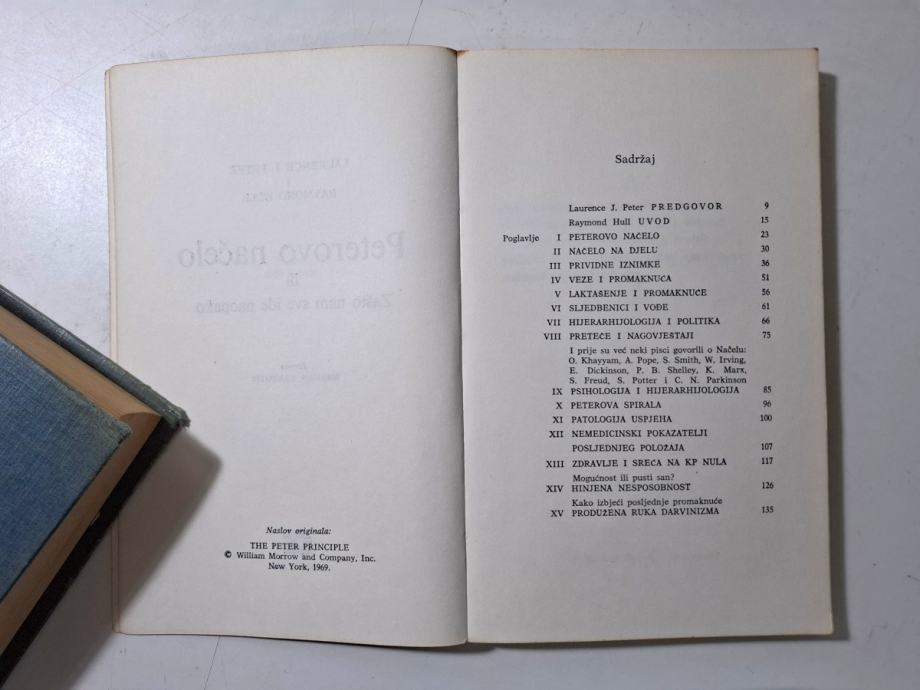 Naslov originala:
THE PETER PRINCIPLE
© William Morrow and Company, Inc.
New York, 1969.
Sadržaj
Laurence J. Peter PREDGOVOR 9
Raymond Hull UVOD 15
Poglavlje I PETEROVO NAČELO 23
II NAČELO NA DJELU 30
III PRIVIDNE IZNIMKE 36
IV VEZE I PROMAKNUĆA 51
V LAKTAŠENJE I PROMAKNUĆE 56
VI SLJEDBENICI I VOĐE 61
VII HIJERARHIJOLOGIJA I POLITIKA 66
VIII PRETEČE I NAGOVJEŠTAJI 75
I prije su već neki pisci govorili o Načelu:
O. Khayyam, A. Pope, S. Smith, W. Irving,
E. Dickinson, P. B. Shelley, K. Marx,
S. Freud, S. Potter i C. N. Parkinson
IX PSIHOLOGIJA I HIJERARHIJOLOGIJA 85
X PETEROVA SPIRALA 96
XI PATOLOGIJA USPJEHA 100
XII NEMEDICINSKI POKAZATELJI
POSLJEDNJEG POLOŽAJA 107
XIII ZDRAVLJE I SREĆA NA KP NULA 117
Mogućnost ili pusti san?
XIV HINJENA NESPOSOBNOST 126
Kako izbjeći posljednje promaknuće
XV PRODUŽENA RUKA DARVINIZMA 135